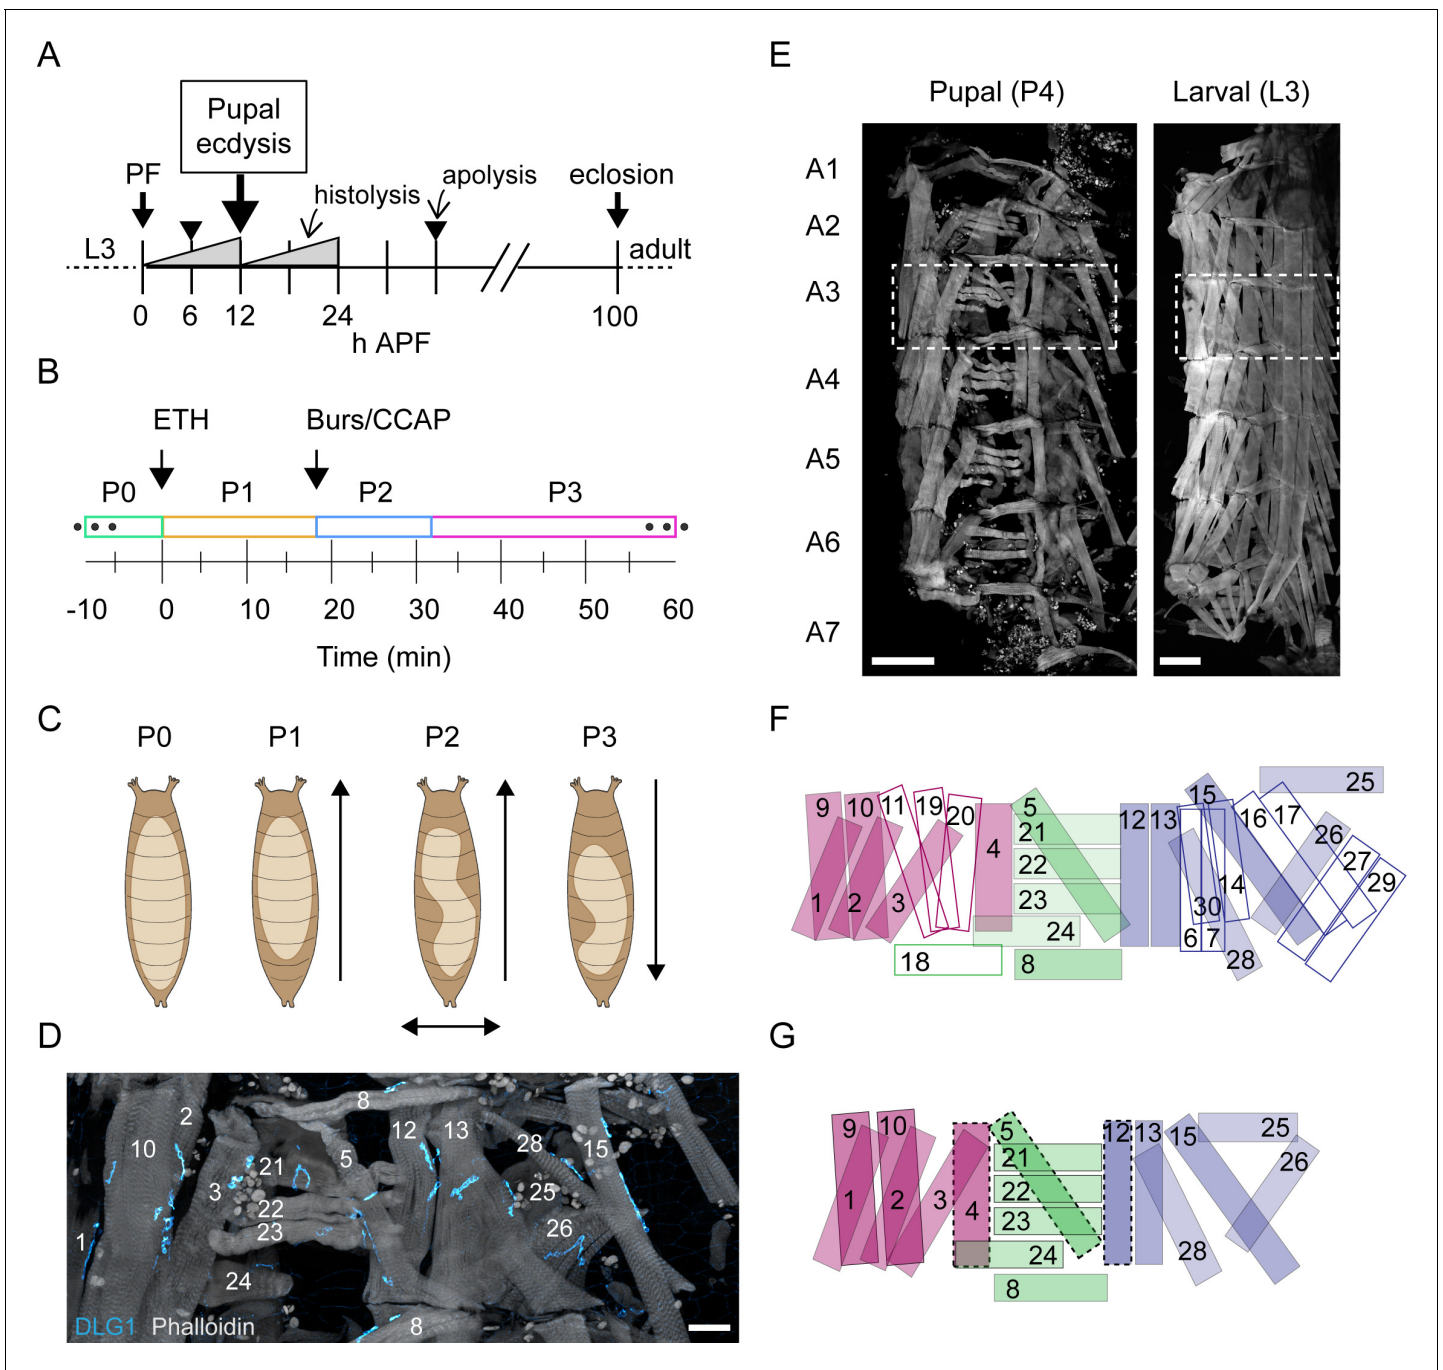 A
Pupal
ecdysis
PF
histolysis
apolysis
eclosion
L3
adult
0 6 12 24 100
h APF
B
ETH Burs/CCAP
P0 P1 P2 P3
-10 0 10 20 30 40 50 60
Time (min)
C
P0 P1 P2 P3
D
8
2
10 12 13
28 15
21 5
3 25
22
23 26
1
24
8
DLG1 Phalloidin
E
Pupal (P4) Larval (L3)
A1
A2
A3
A4
A5
A6
A7
F
25
15
9 10 11 19 20 5 12 13 16 17 26
21
4
22 27
14 29
1 2 3 23 30
24 6 7
18 8 28
G
9 10 5 12 13 15 25
21 26
22
1 2 3 4 23
24 28
8